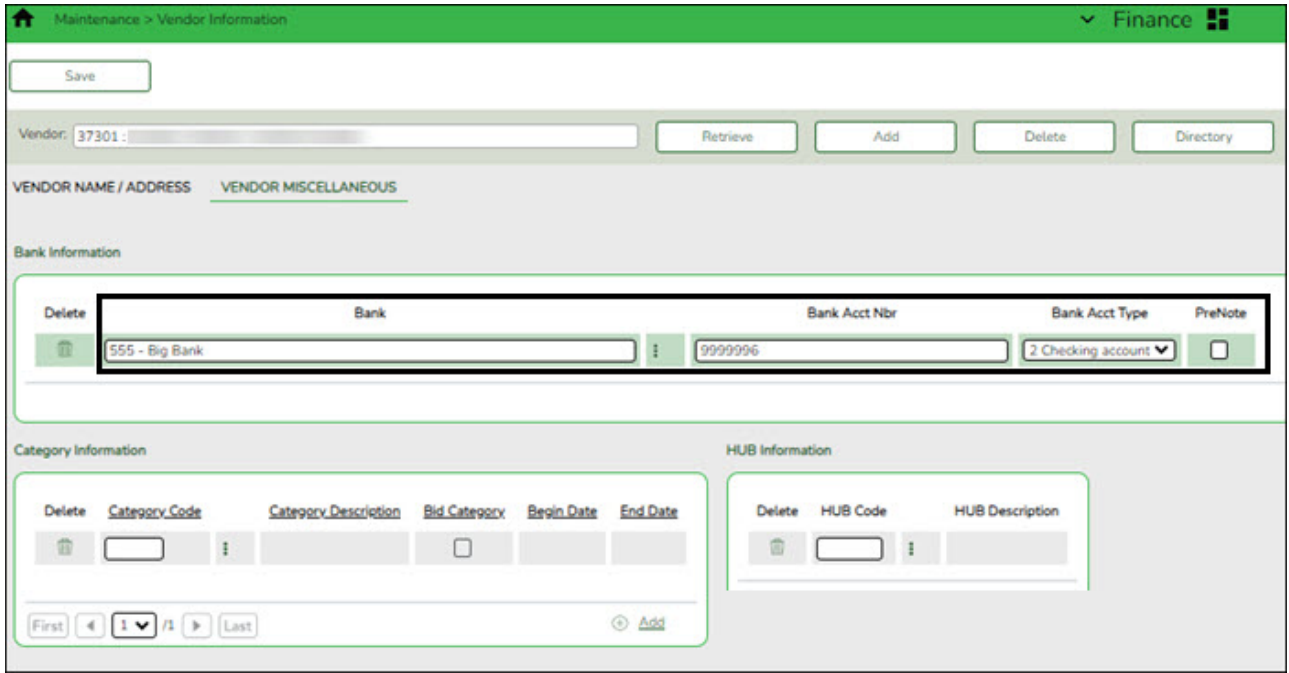 Maintenance > Vendor Information Finance
Save
Vendor: 37301 : Retrieve Add Delete Directory
VENDOR NAME / ADDRESS VENDOR MISCELLANEOUS
Bank Information
Delete Bank Bank Acct Nbr Bank Acct Type PreNote
555 - Big Bank 9999996 2 Checking account
Category Information HUB Information
Delete Category Code Category Description Bid Category Begin Date End Date Delete HUB Code HUB Description
First 1 /1 Last Add